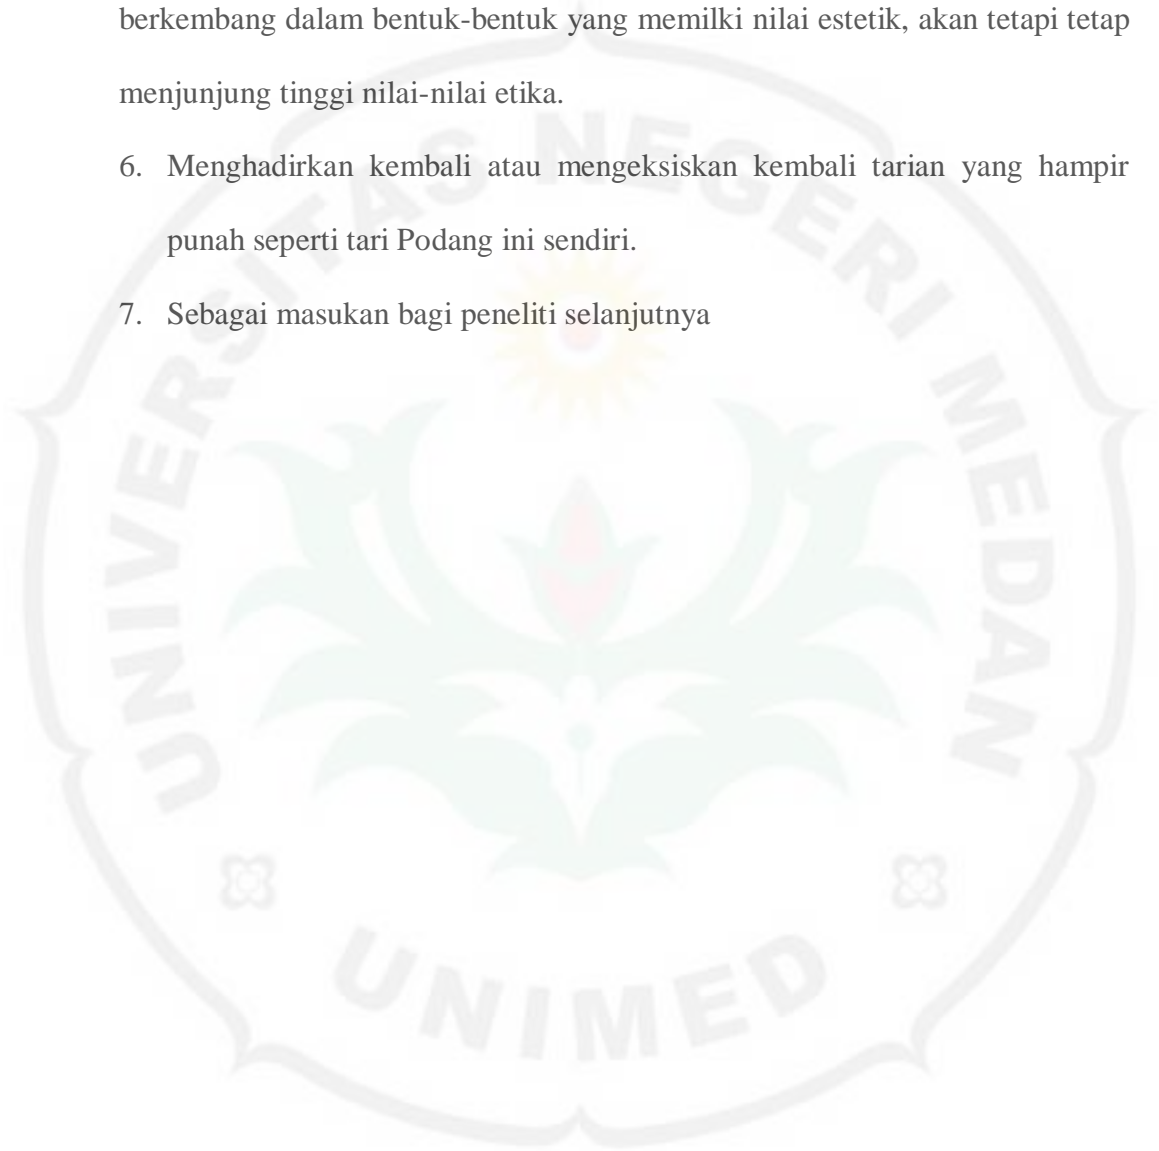 berkembang dalam bentuk-bentuk yang memilki nilai estetik, akan tetapi tetap
menjunjung tinggi nilai-nilai etika.
6. Menghadirkan kembali atau mengeksiskan kembali tarian yang hampir
punah seperti tari Podang ini sendiri.
7. Sebagai masukan bagi peneliti selanjutnya
UNIVERSITAS NEGERI MEDAN
UNIMED